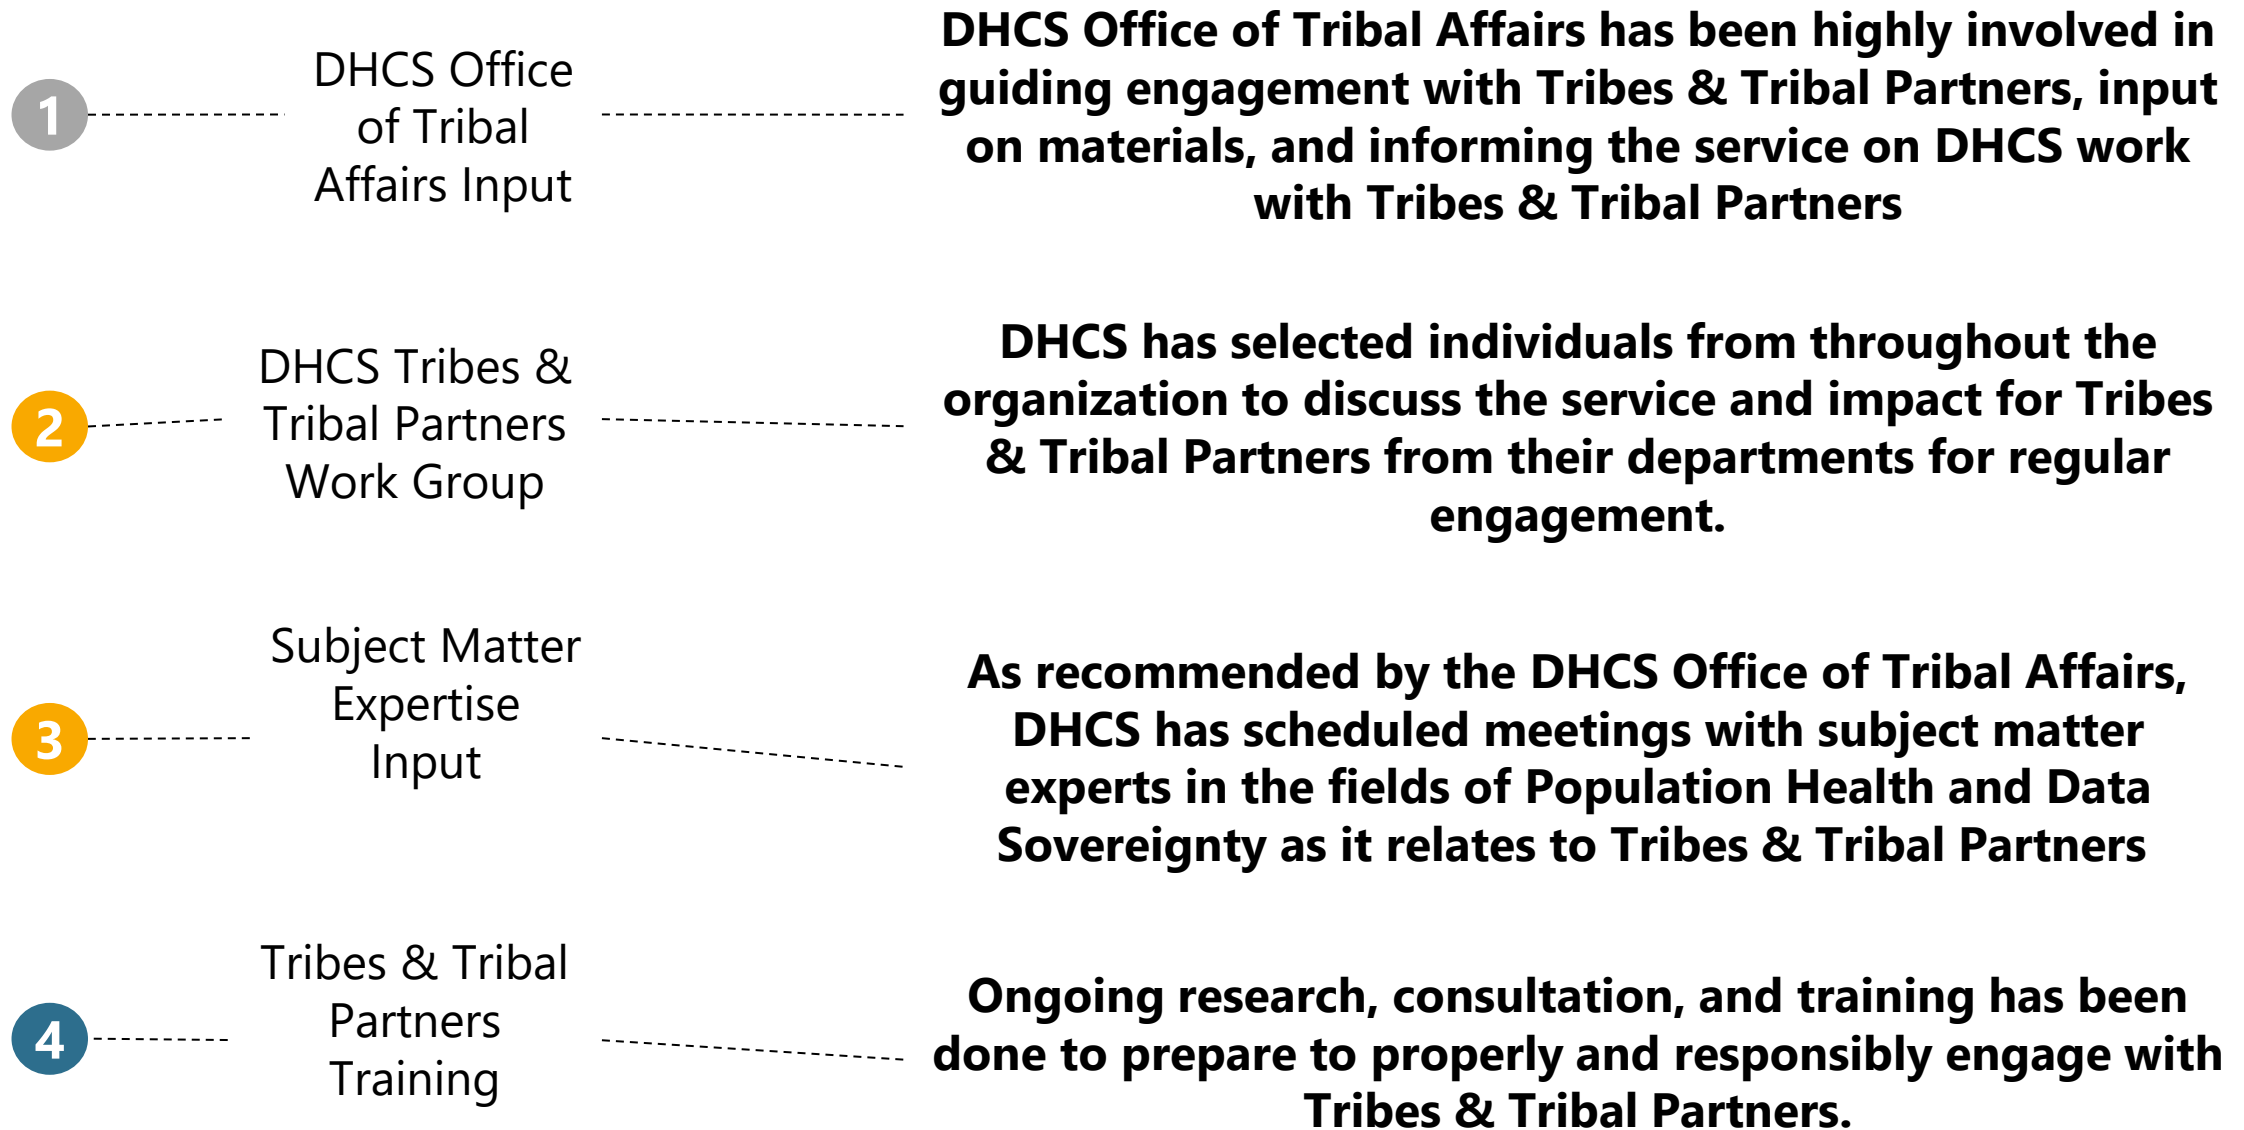 1
DHCS Office
of Tribal
Affairs Input
DHCS Office of Tribal Affairs has been highly involved in
guiding engagement with Tribes & Tribal Partners, input
on materials, and informing the service on DHCS work
with Tribes & Tribal Partners
2
DHCS Tribes &
Tribal Partners
Work Group
DHCS has selected individuals from throughout the
organization to discuss the service and impact for Tribes
& Tribal Partners from their departments for regular
engagement.
3
Subject Matter
Expertise
Input
As recommended by the DHCS Office of Tribal Affairs,
DHCS has scheduled meetings with subject matter
experts in the fields of Population Health and Data
Sovereignty as it relates to Tribes & Tribal Partners
4
Tribes & Tribal
Partners
Training
Ongoing research, consultation, and training has been
done to prepare to properly and responsibly engage with
Tribes & Tribal Partners.